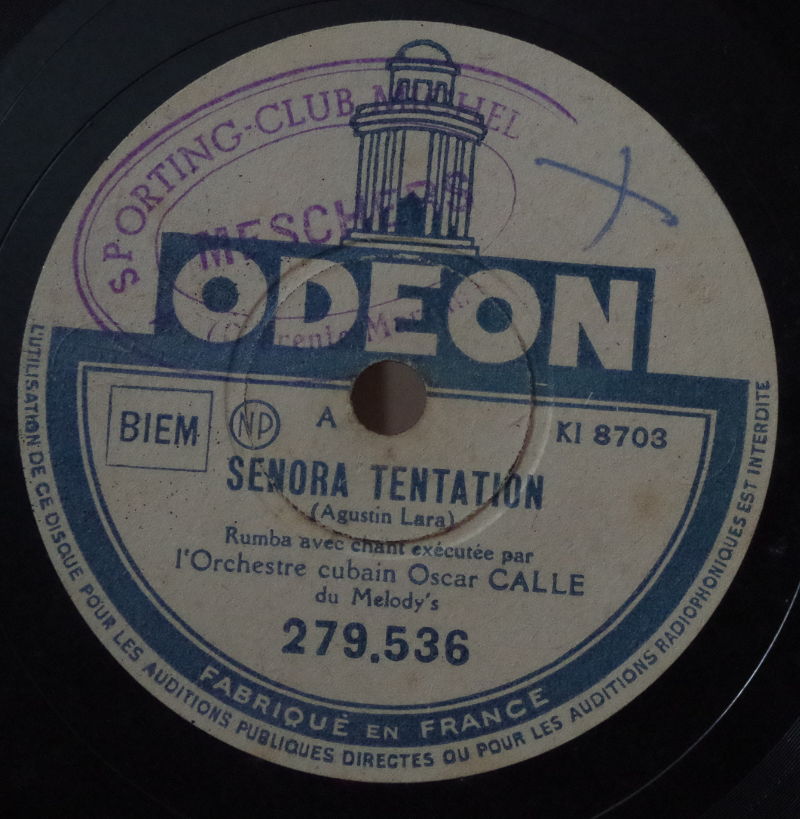 SPORTING-CLUB
MESCHERS
ODEON
BIEM
NP
A
KI 8703
SENORA TENTATION
(Agustin Lara)
Rumba avec chant exécutée par
l'Orchestre cubain Oscar CALLE
du Melody's
279.536
FABRIQUÉ EN FRANCE
L'UTILISATION DE CE DISQUE POUR LES AUDITIONS PUBLIQUES DIRECTES OU POUR LES AUDITIONS RADIOPHONIQUES EST INTERDITE